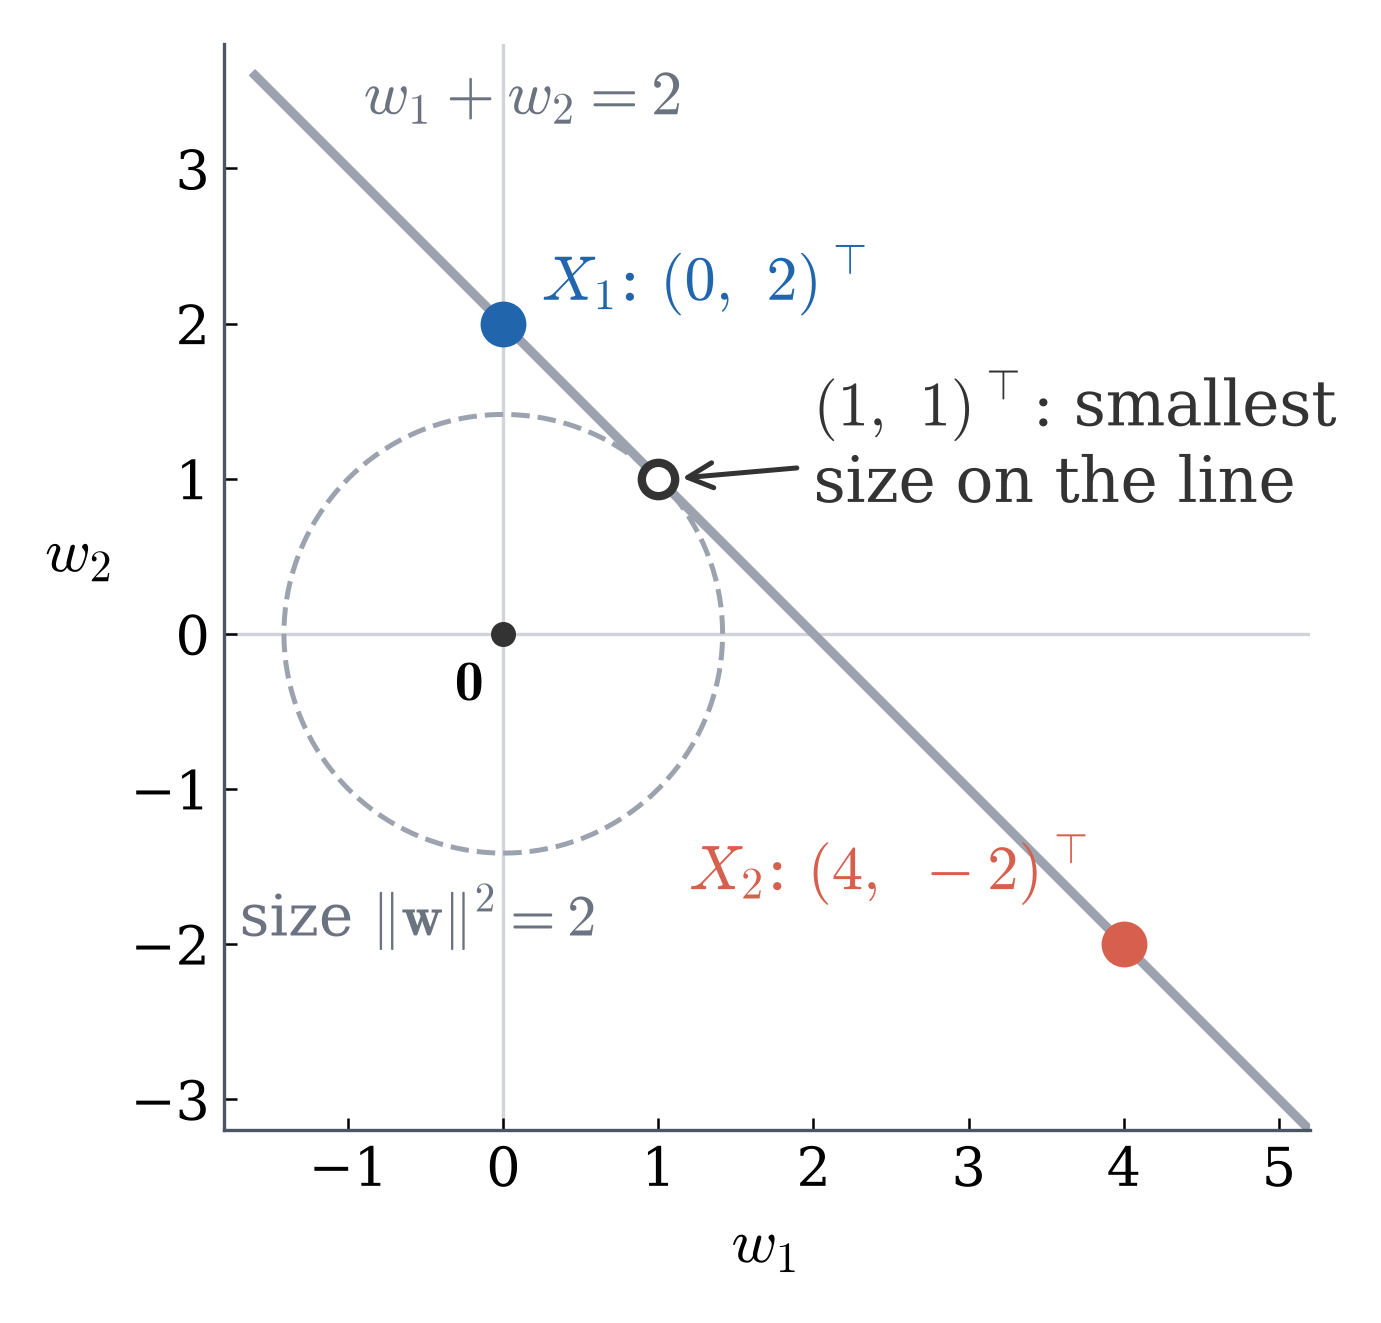 w₁ + w₂ = 2
3
X₁: (0, 2)⊤
2
(1, 1)⊤: smallest
size on the line
1
w₂
0
0
−1
X₂: (4, −2)⊤
size ‖w‖² = 2
−2
−3
−1 0 1 2 3 4 5
w₁